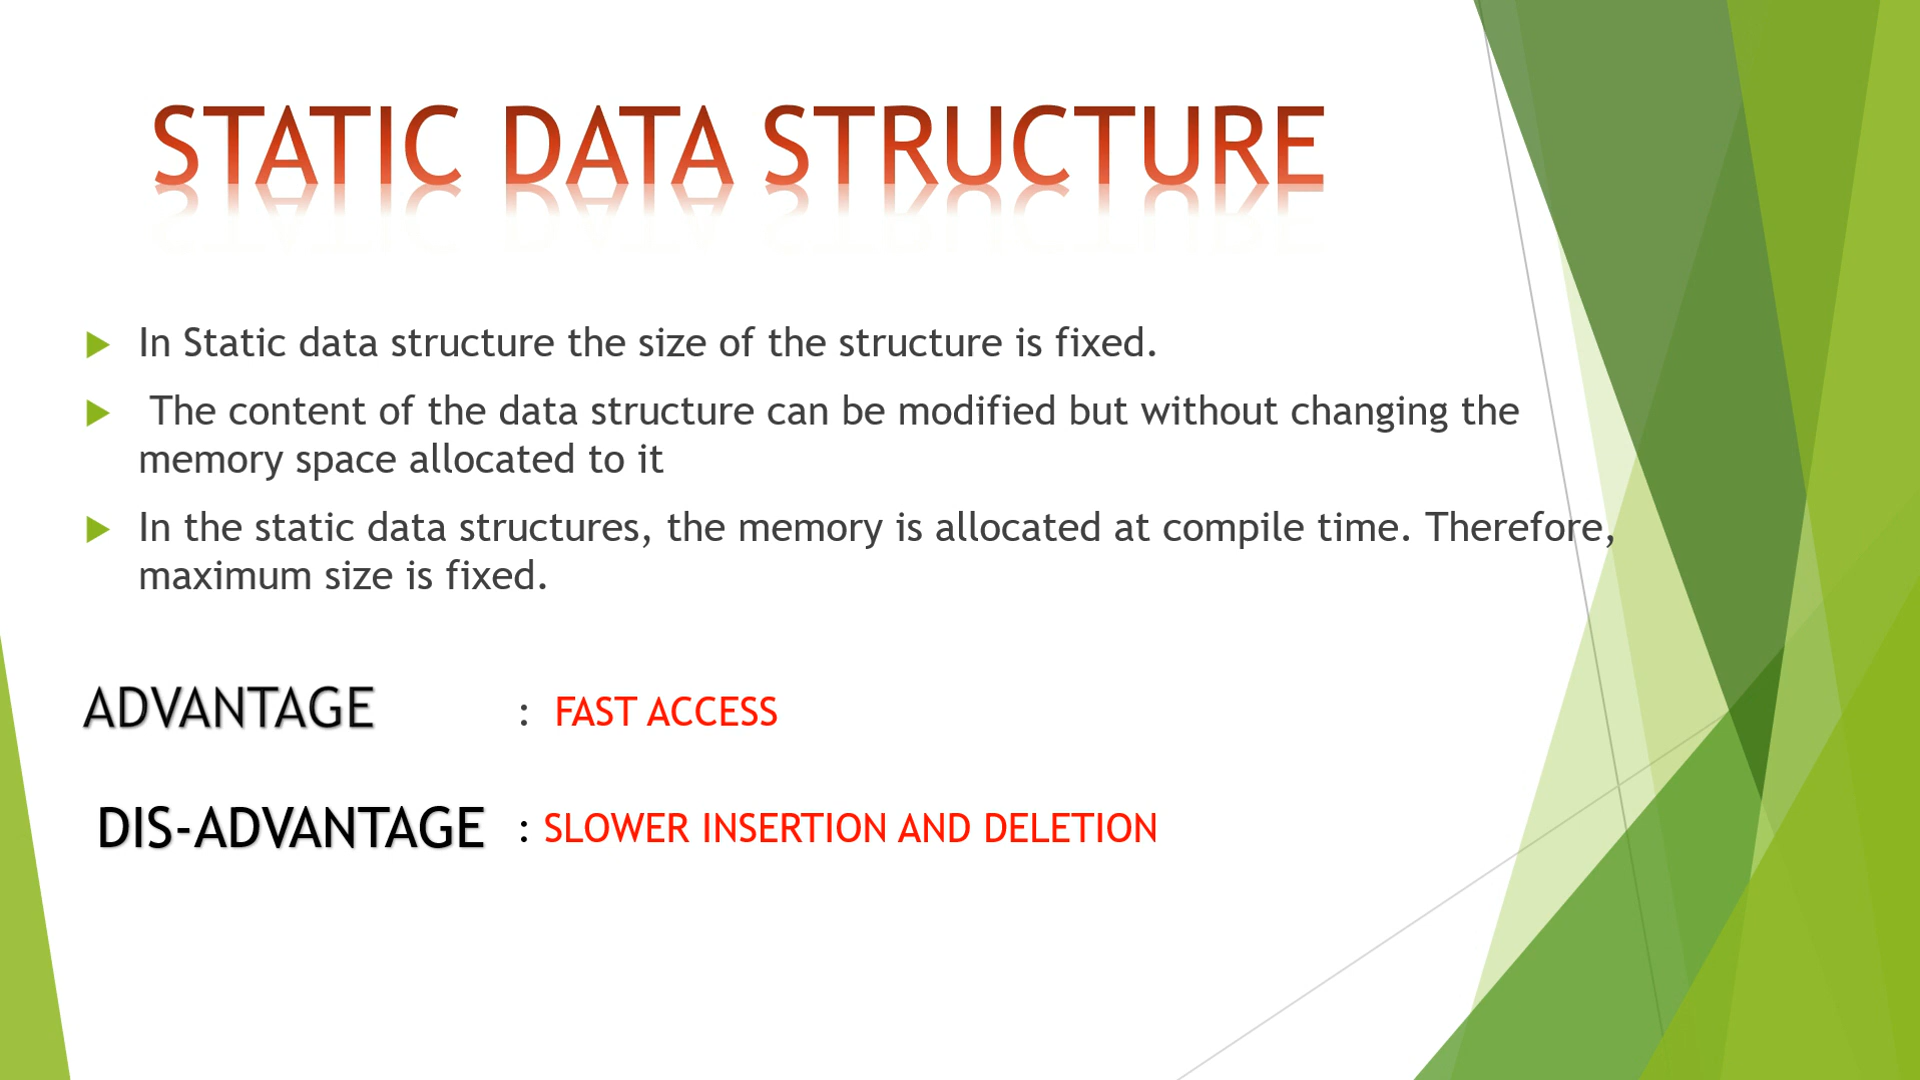 STATIC DATA STRUCTURE
In Static data structure the size of the structure is fixed.
The content of the data structure can be modified but without changing the
memory space allocated to it
In the static data structures, the memory is allocated at compile time. Therefore,
maximum size is fixed.
ADVANTAGE : FAST ACCESS
DIS-ADVANTAGE : SLOWER INSERTION AND DELETION